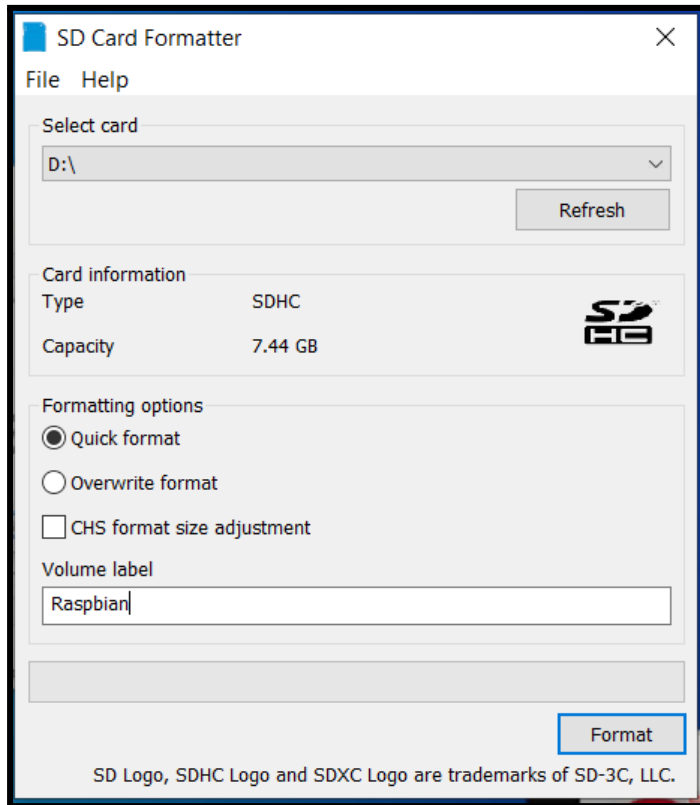 SD Card Formatter
File Help
Select card
D:\
Refresh
Card information
Type SDHC
SD
HC
Capacity 7.44 GB
Formatting options
Quick format
Overwrite format
CHS format size adjustment
Volume label
Raspbian
Format
SD Logo, SDHC Logo and SDXC Logo are trademarks of SD-3C, LLC.